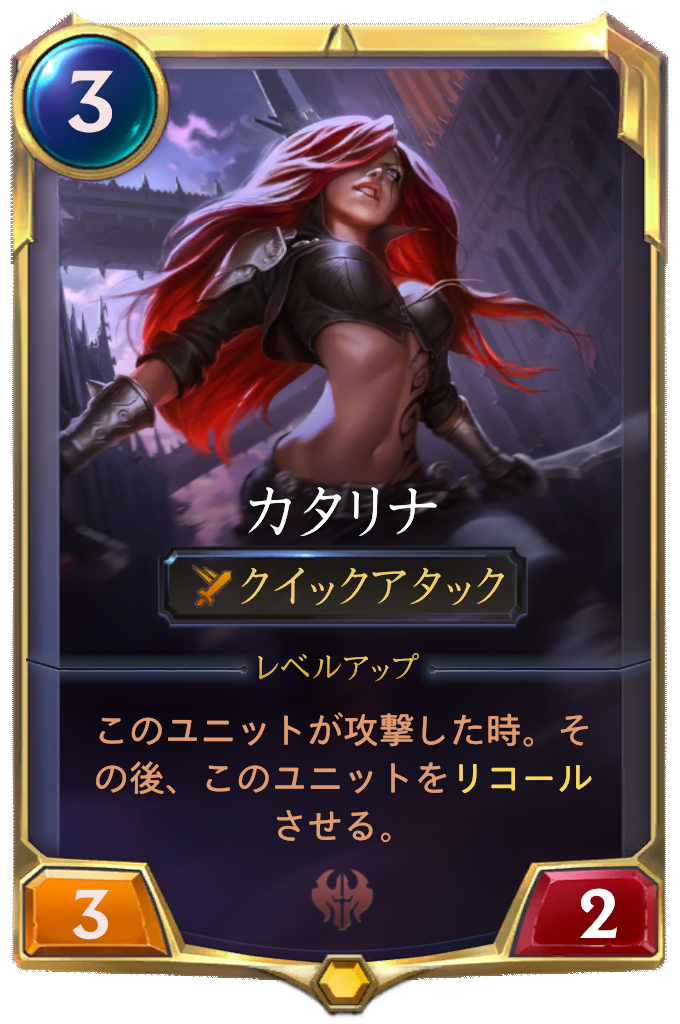 3
カタリナ
クイックアタック
レベルアップ
このユニットが攻撃した時。そ
の後、このユニットをリコール
させる。
3
2